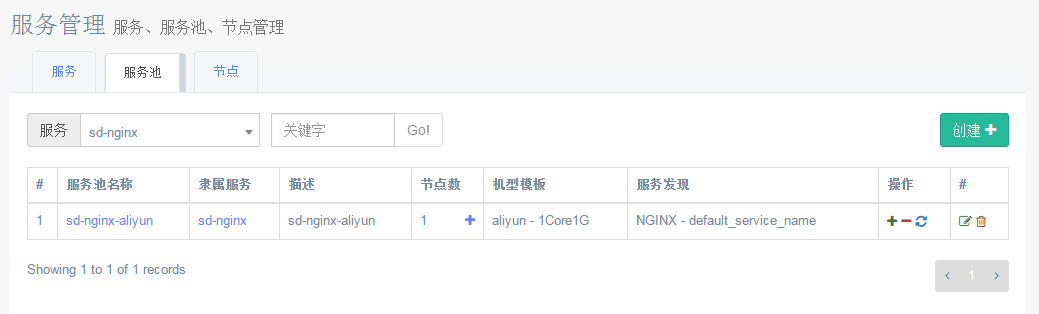 服务管理 服务、服务池、节点管理
服务 服务池 节点
服务 sd-nginx 关键字 Go! 创建
# 服务池名称 隶属服务 描述 节点数 机型模板 服务发现 操作 #
1 sd-nginx-aliyun sd-nginx sd-nginx-aliyun 1 aliyun - 1Core1G NGINX - default_service_name
Showing 1 to 1 of 1 records
‹ 1 ›